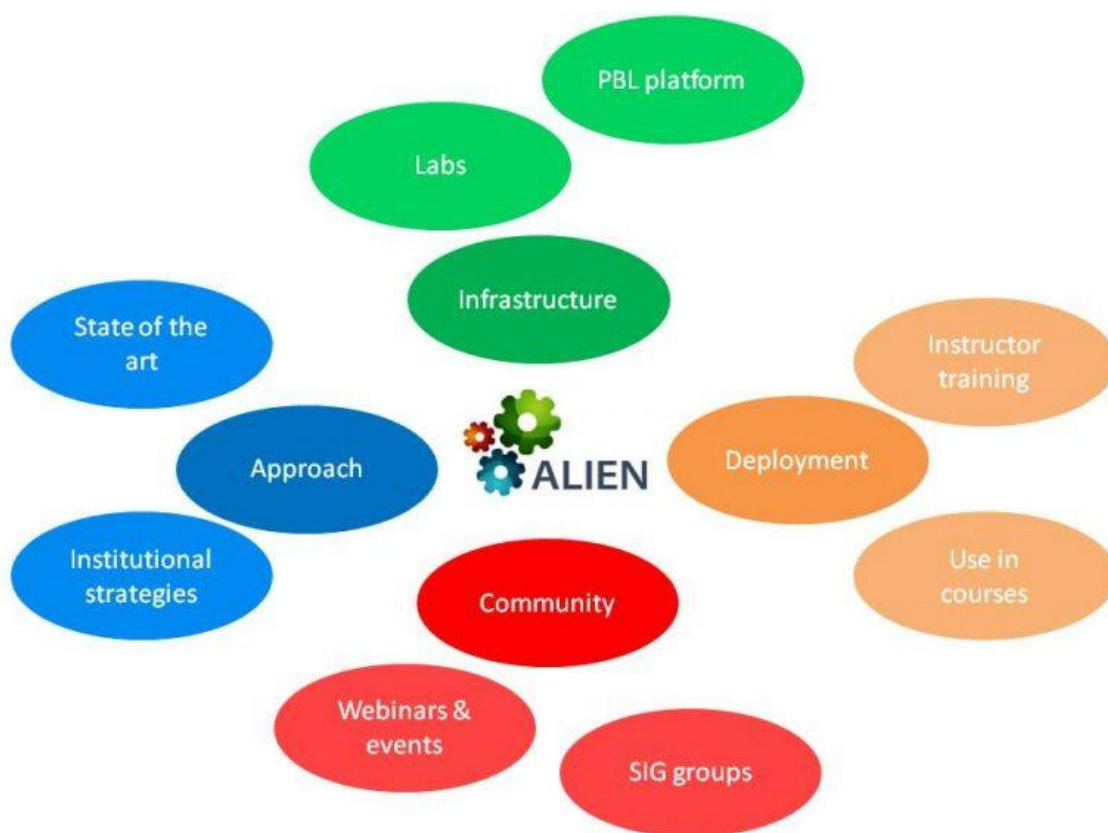 PBL platform
Labs
Infrastructure
State of the
art
Instructor
training
Approach
ALIEN
Deployment
Institutional
strategies
Use in
courses
Community
Webinars &
events
SIG groups